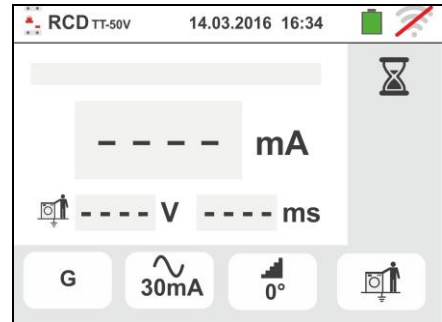 RCD TT-50V 14.03.2016 16:34
- - - - mA
- - - - V - - - - ms
G 30mA 0°